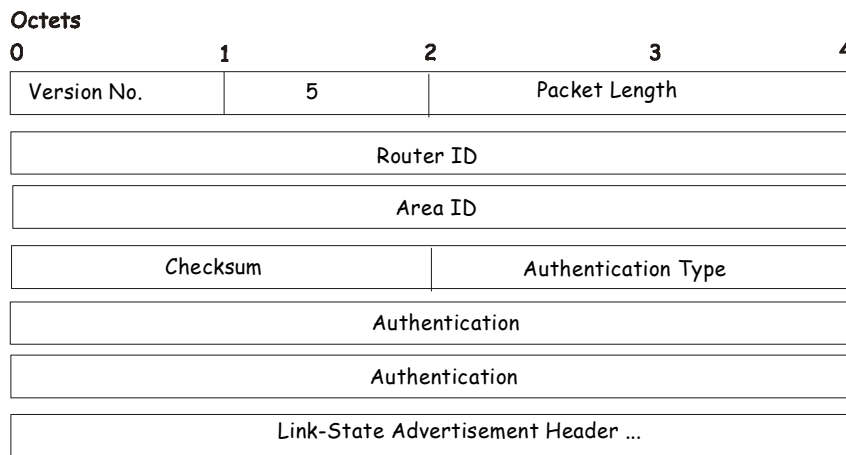 Octets
0 1 2 3 4
Version No. 5 Packet Length
Router ID
Area ID
Checksum Authentication Type
Authentication
Authentication
Link-State Advertisement Header ...